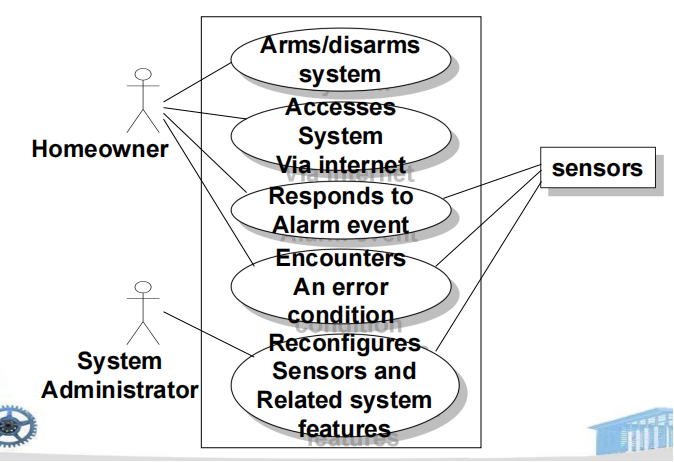 Arms/disarms
system
Accesses
System
Via internet
Homeowner
sensors
Responds to
Alarm event
Encounters
An error
condition
System
Administrator
Reconfigures
Sensors and
Related system
features